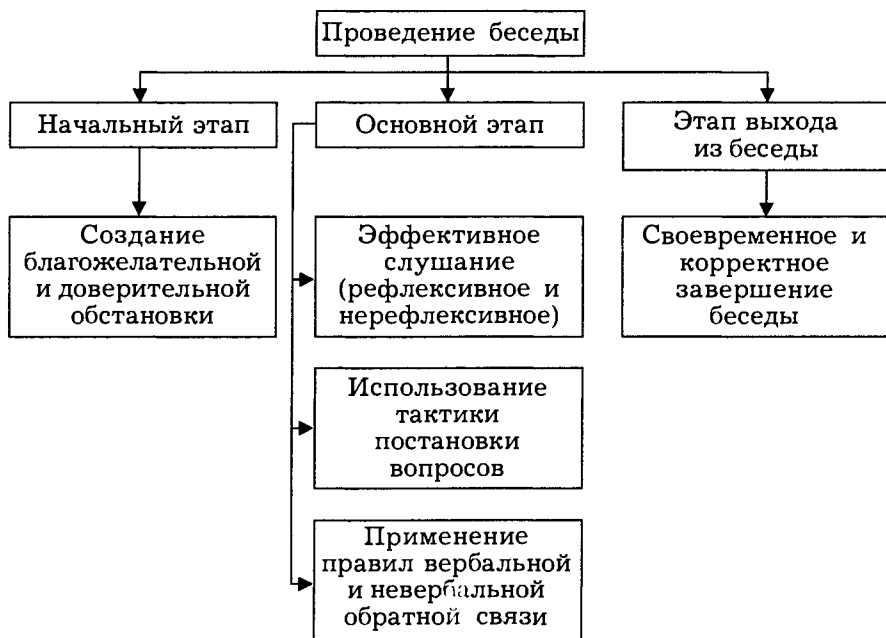 Проведение беседы
Начальный этап
Основной этап
Этап выхода
из беседы
Создание
благожелательной
и доверительной
обстановки
Эффективное
слушание
(рефлексивное и
нерефлексивное)
Своевременное и
корректное
завершение
беседы
Использование
тактики
постановки
вопросов
Применение
правил вербальной
и невербальной
обратной связи